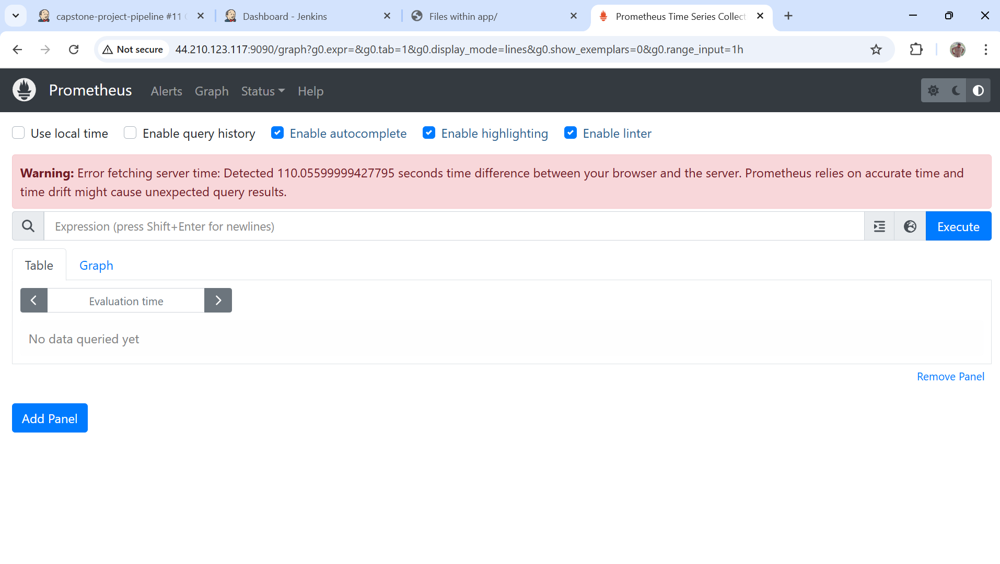 capstone-project-pipeline #11
Dashboard - Jenkins
Files within app/
Prometheus Time Series Collect
Not secure
44.210.123.117:9090/graph?g0.expr=&g0.tab=1&g0.display_mode=lines&g0.show_exemplars=0&g0.range_input=1h
Prometheus
Alerts
Graph
Status
Help
Use local time
Enable query history
Enable autocomplete
Enable highlighting
Enable linter
Warning: Error fetching server time: Detected 110.05599999427795 seconds time difference between your browser and the server. Prometheus relies on accurate time and
time drift might cause unexpected query results.
Expression (press Shift+Enter for newlines)
Execute
Table
Graph
Evaluation time
No data queried yet
Remove Panel
Add Panel